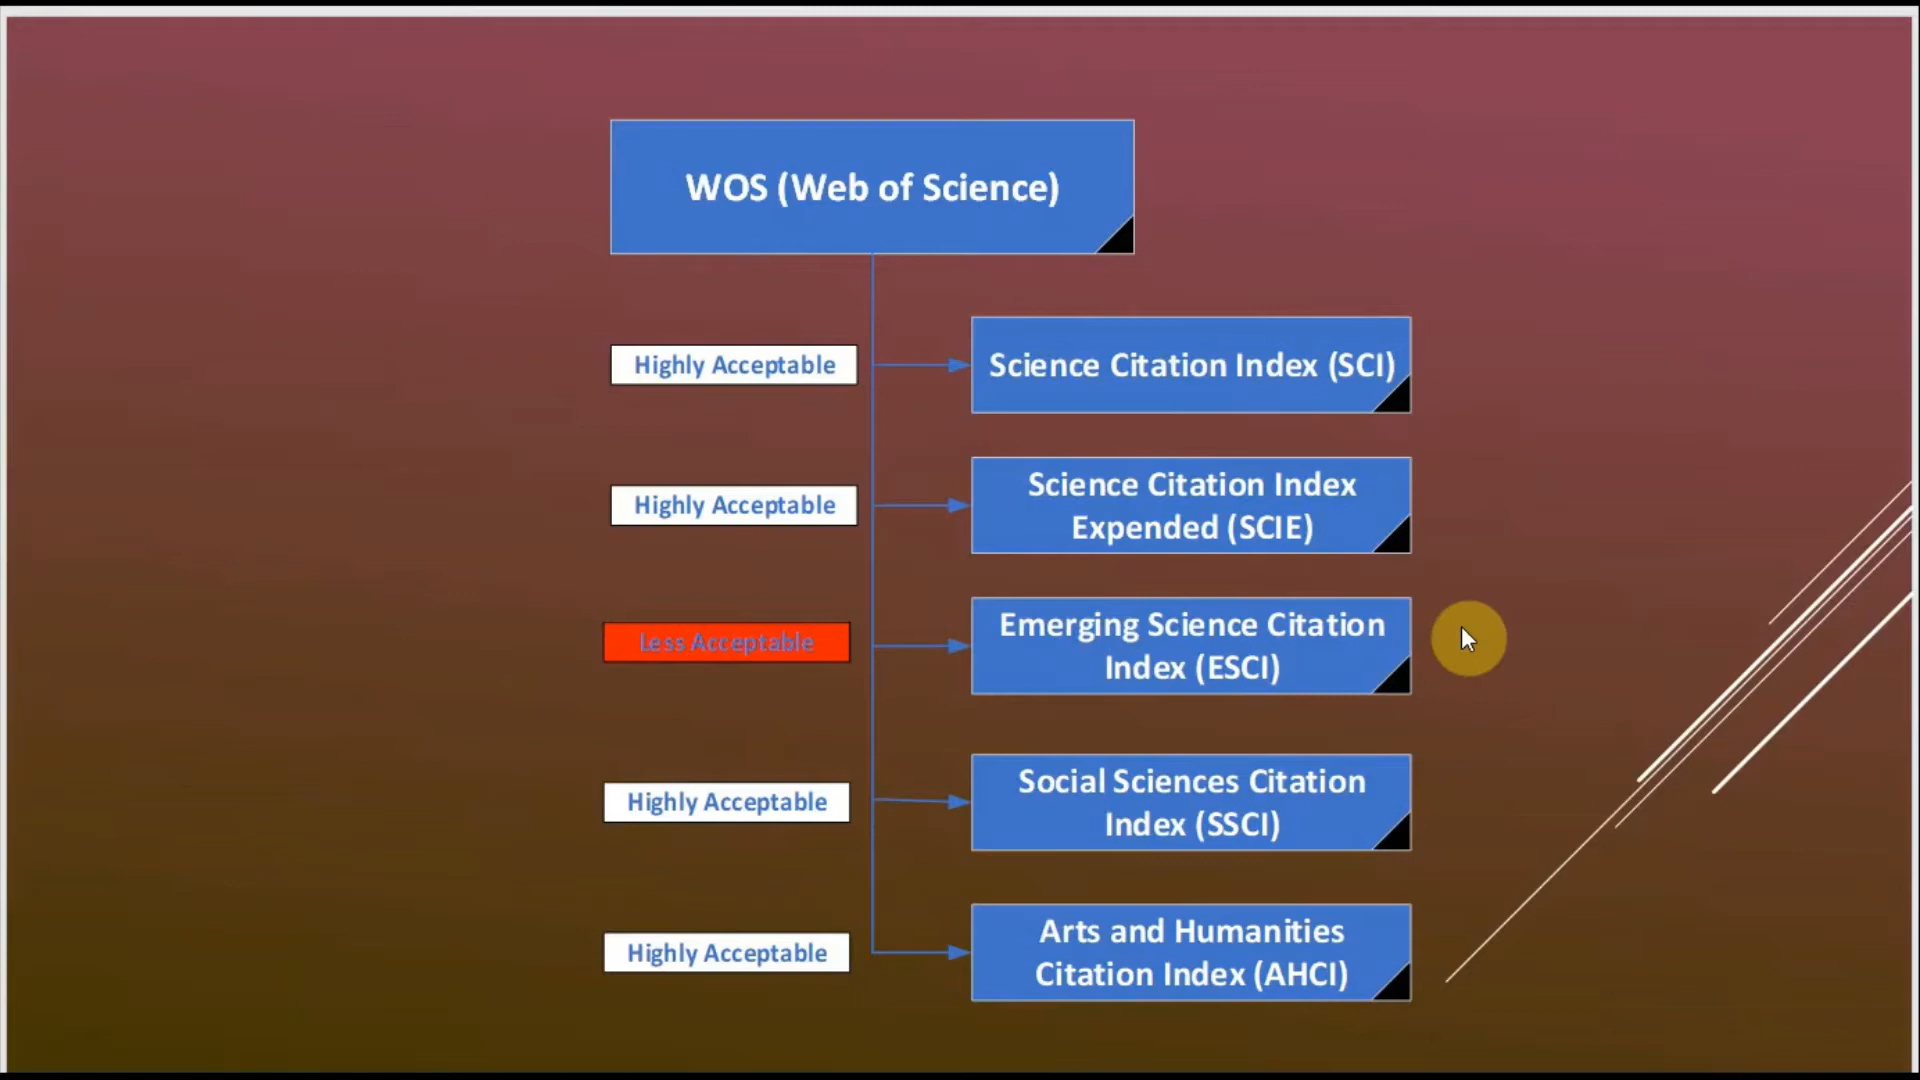 WOS (Web of Science)
Highly Acceptable
Science Citation Index (SCI)
Highly Acceptable
Science Citation Index
Expended (SCIE)
Less Acceptable
Emerging Science Citation
Index (ESCI)
Highly Acceptable
Social Sciences Citation
Index (SSCI)
Highly Acceptable
Arts and Humanities
Citation Index (AHCI)